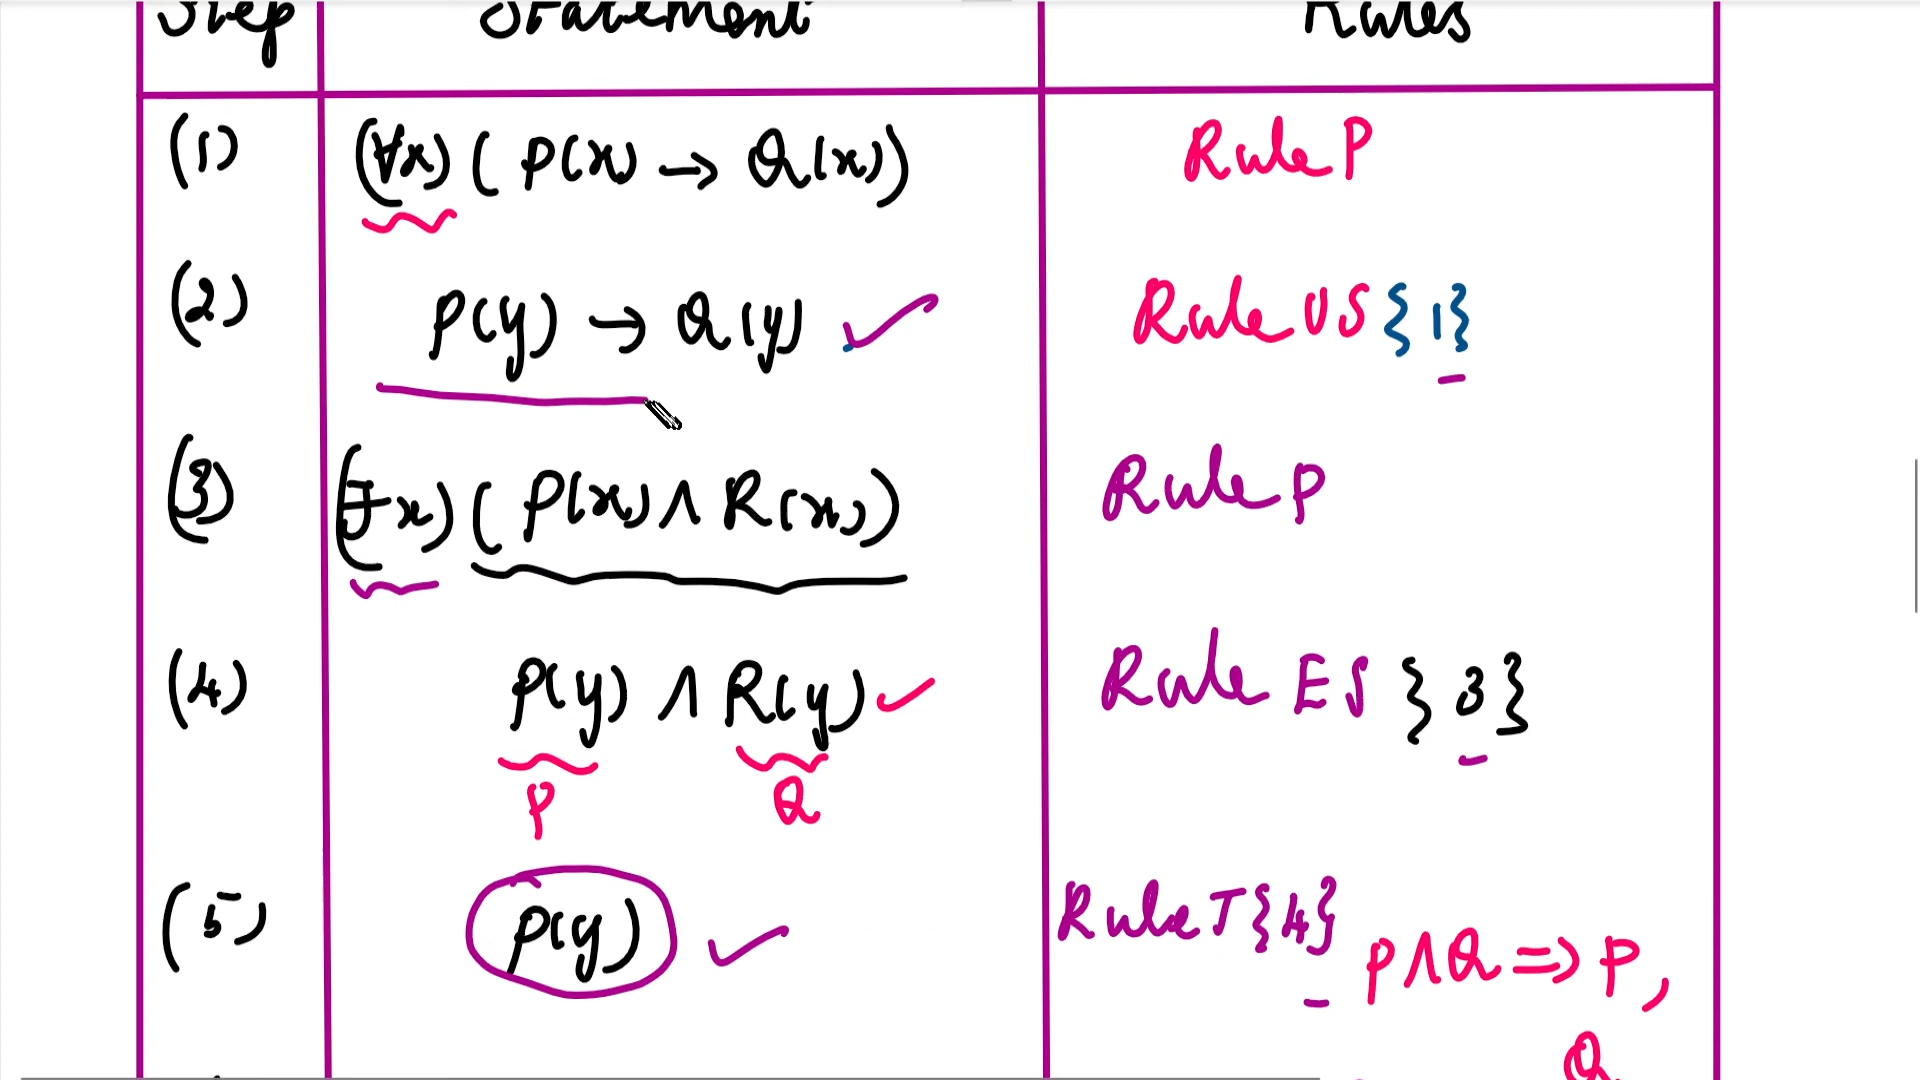 Step Statement Rules
(1) (∀x) ( P(x) → Q(x)) Rule P
(2) P(y) → Q(y) Rule US {1}
(3) (∃x) ( P(x) ∧ R(x)) Rule P
(4) P(y) ∧ R(y) Rule ES {3}
P Q
(5) P(y) Rule T {4} P∧Q ⇒ P,
Q